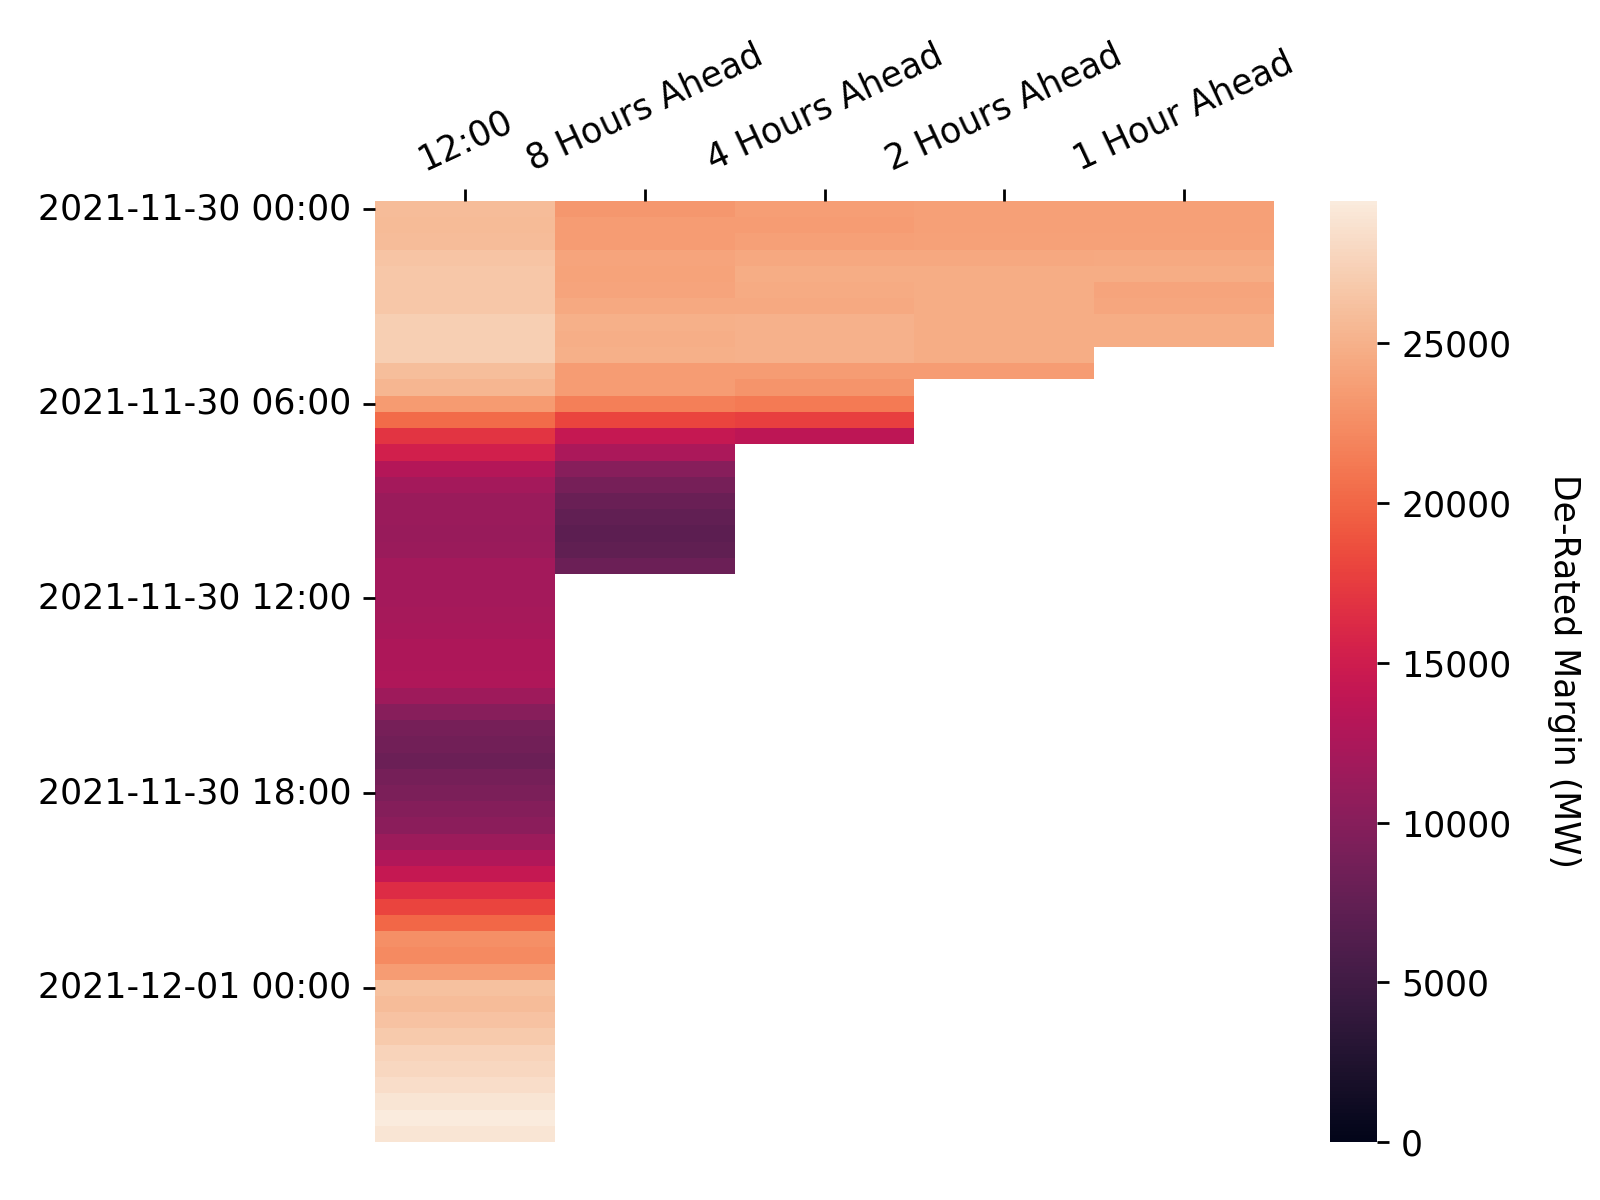 12:00
8 Hours Ahead
4 Hours Ahead
2 Hours Ahead
1 Hour Ahead
2021-11-30 00:00
2021-11-30 06:00
2021-11-30 12:00
2021-11-30 18:00
2021-12-01 00:00
25000
20000
15000
10000
5000
0
De-Rated Margin (MW)